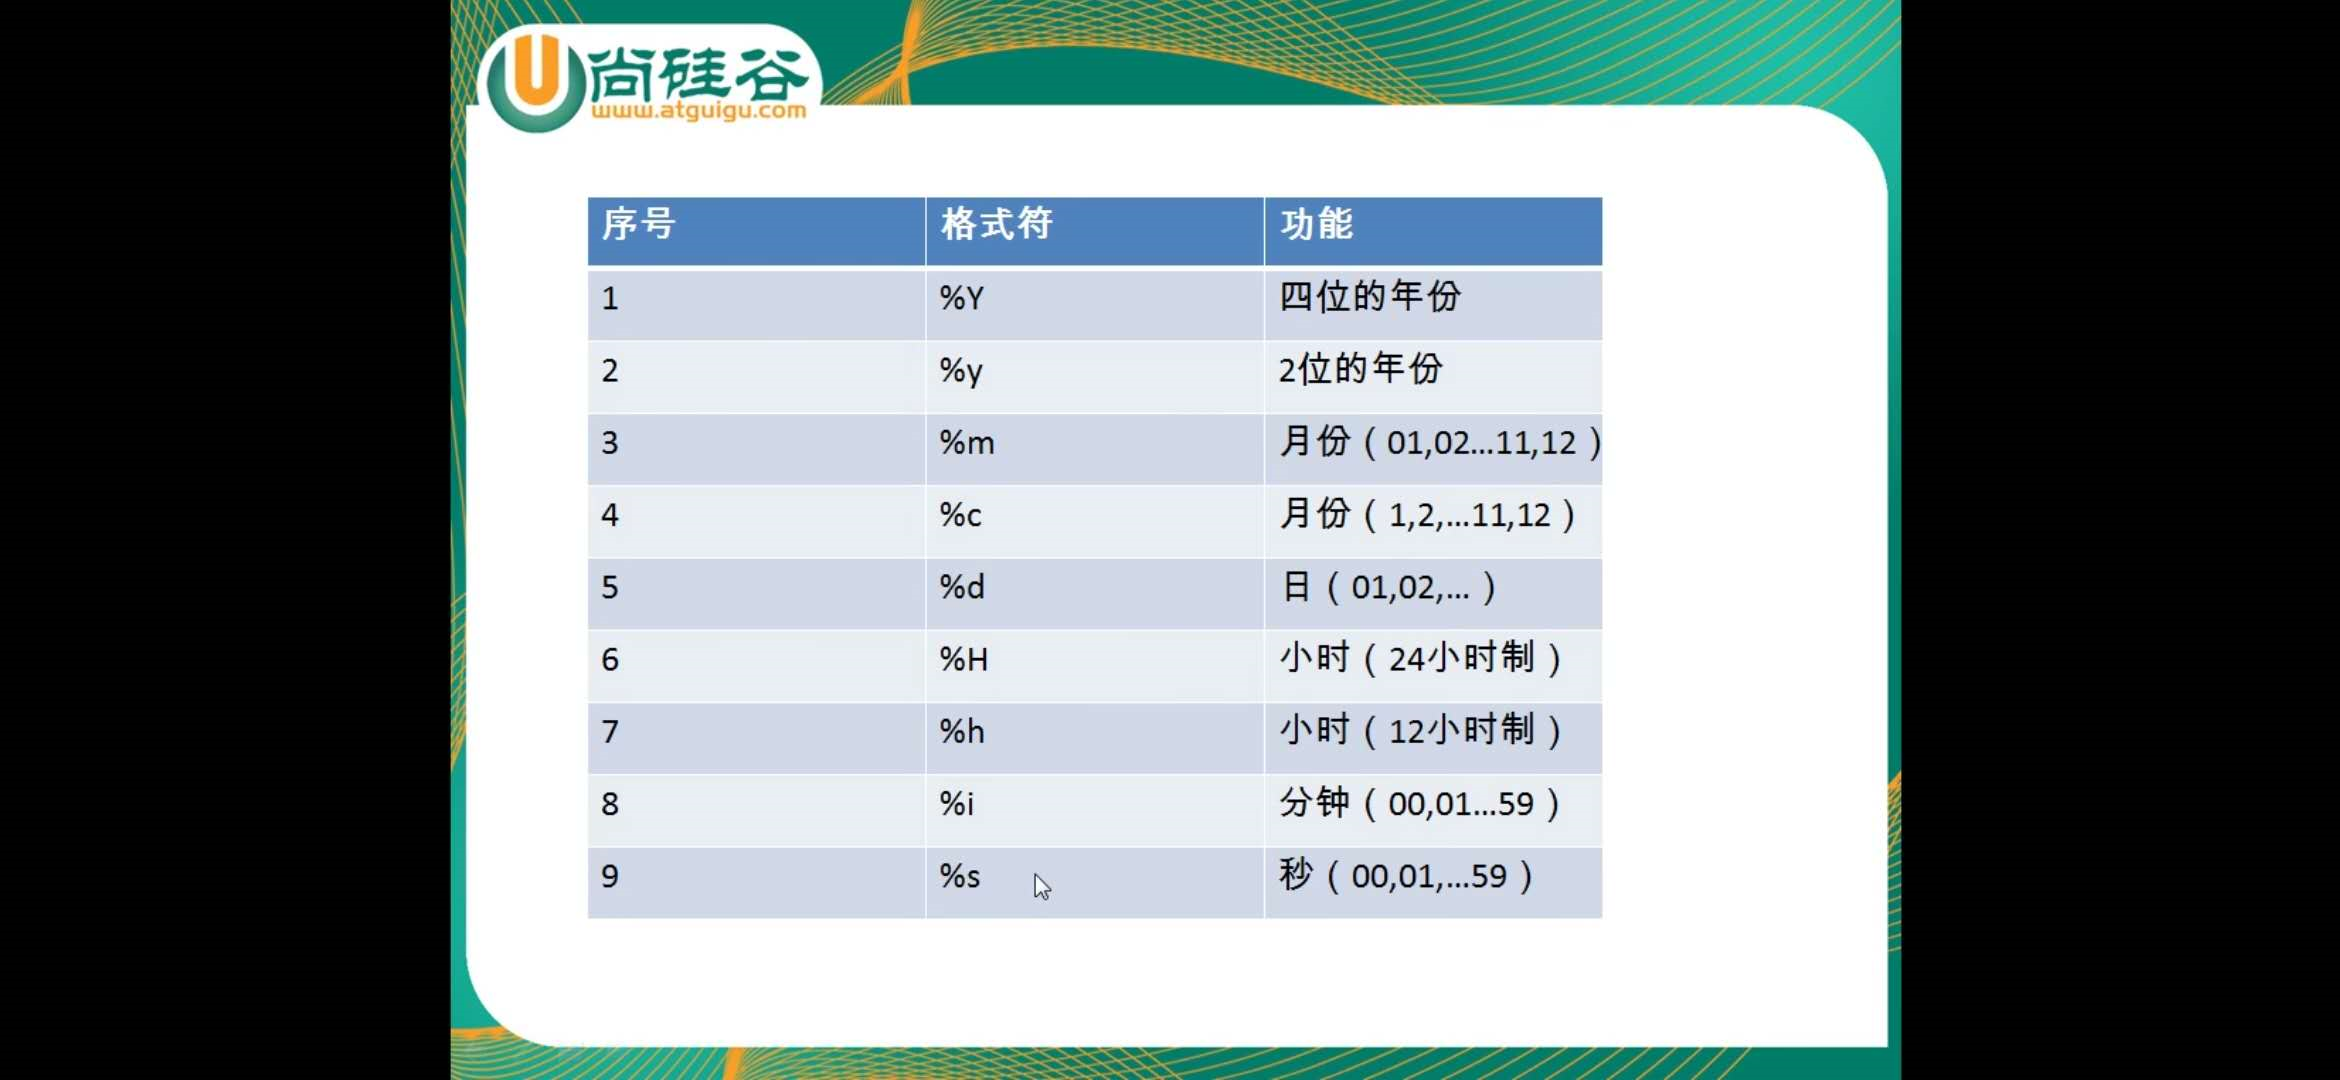 尚硅谷
www.atguigu.com
序号 格式符 功能
1 %Y 四位的年份
2 %y 2位的年份
3 %m 月份（01,02...11,12）
4 %c 月份（1,2,...11,12）
5 %d 日（01,02,...）
6 %H 小时（24小时制）
7 %h 小时（12小时制）
8 %i 分钟（00,01...59）
9 %s 秒（00,01,...59）